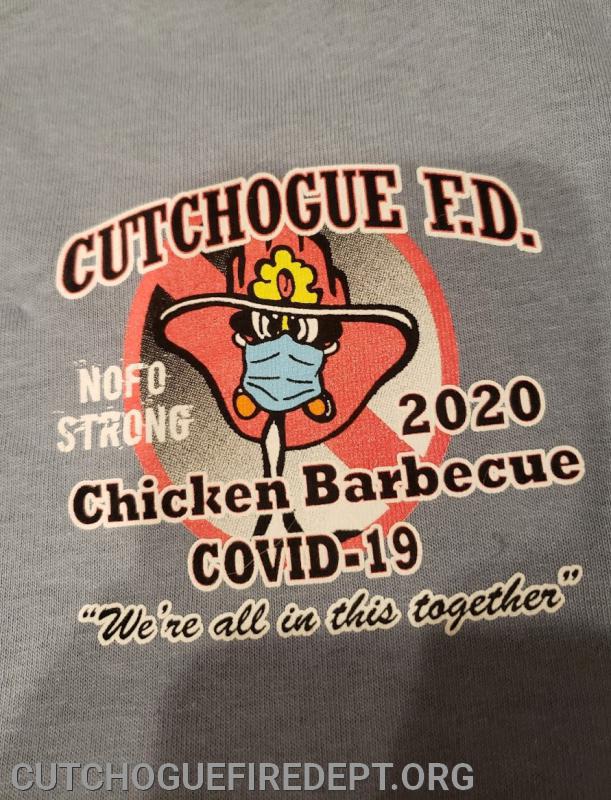 CUTCHOGUE F.D.
NOFO
STRONG
2020
Chicken Barbecue
COVID-19
“We're all in this together”
CUTCHOGUEFIREDEPT.ORG